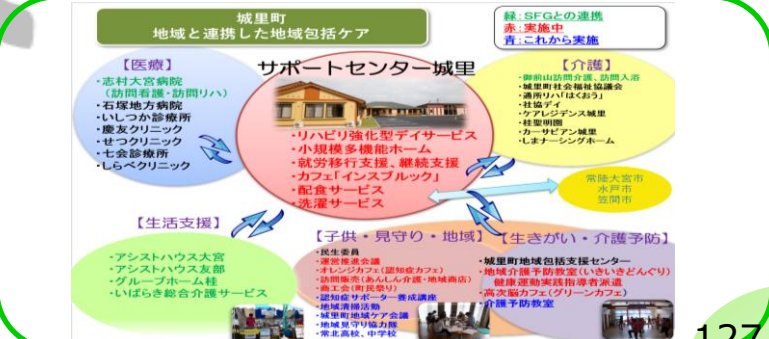 城里町
地域と連携した地域包括ケア
緑：SFGとの連携
赤：実施中
青：これから実施
【医療】
・志村大宮病院
（訪問看護・訪問リハ）
・石塚地方病院
・いしつか診療所
・慶友クリニック
・せつクリニック
・七会診療所
・しらべクリニック
サポートセンター城里
・リハビリ強化型デイサービス
・小規模多機能ホーム
・就労移行支援、継続支援
・カフェ「インスブルック」
・配食サービス
・洗濯サービス
【介護】
・御前山訪問介護、訪問入浴
・城里町社会福祉協議会
・通所リハ「はくおう」
・社協デイ
・ケアレジデンス城里
・桂聖明園
・カーサピアン城里
・しまナーシングホーム
常陸大宮市
水戸市
笠間市
【生活支援】
・アシストハウス大宮
・アシストハウス友部
・グループホーム桂
・いばらき総合介護サービス
【子供・見守り・地域】
・民生委員
・運営推進会議
・オレンジカフェ（認知症カフェ）
・訪問販売（あんしん介護・地域商店）
・商工会（町民祭り）
・認知症サポーター養成講座
・地域清掃活動
・城里町地域ケア会議
・地域見守り協力隊
・常北高校、中学校
【生きがい・介護予防】
・城里町地域包括支援センター
・地域介護予防教室（いきいきどんぐり）
健康運動実践指導者派遣
・高次脳カフェ（グリーンカフェ）
・介護予防教室
127